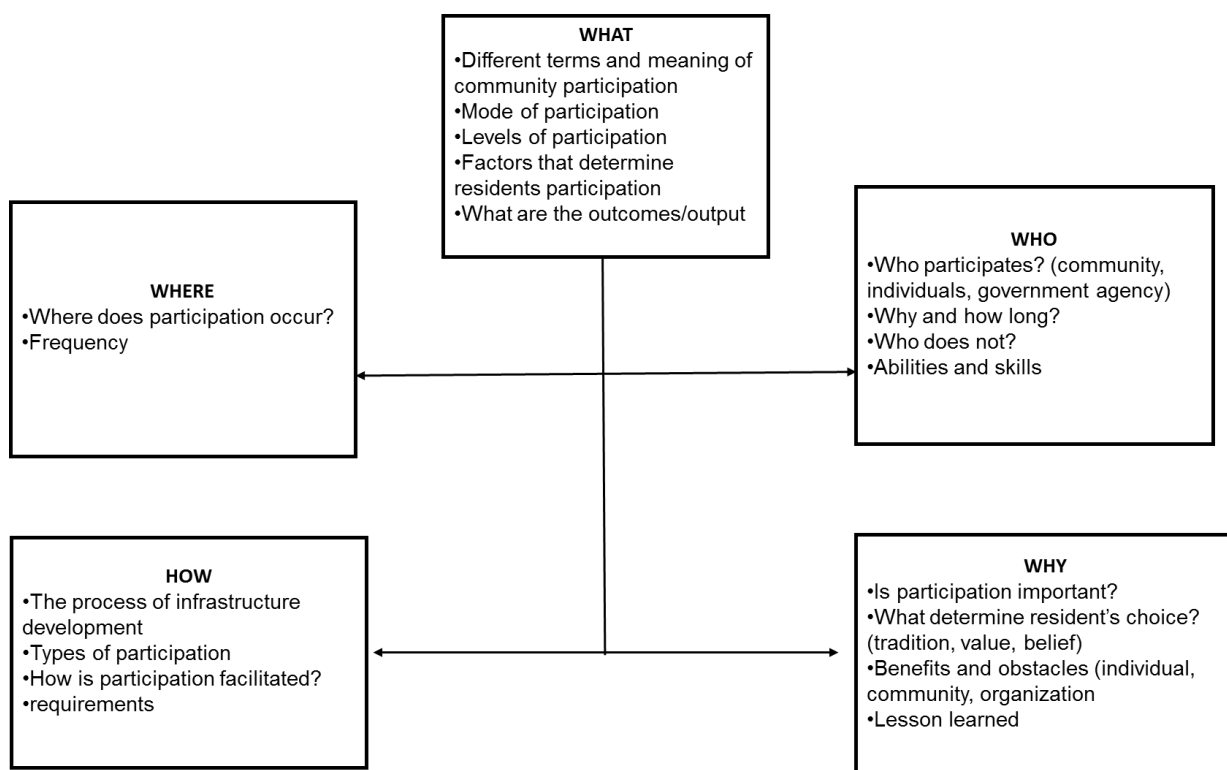 WHAT
•Different terms and meaning of
community participation
•Mode of participation
•Levels of participation
•Factors that determine
residents participation
•What are the outcomes/output
WHERE
•Where does participation occur?
•Frequency
WHO
•Who participates? (community,
individuals, government agency)
•Why and how long?
•Who does not?
•Abilities and skills
HOW
•The process of infrastructure
development
•Types of participation
•How is participation facilitated?
•requirements
WHY
•Is participation important?
•What determine resident’s choice?
(tradition, value, belief)
•Benefits and obstacles (individual,
community, organization
•Lesson learned